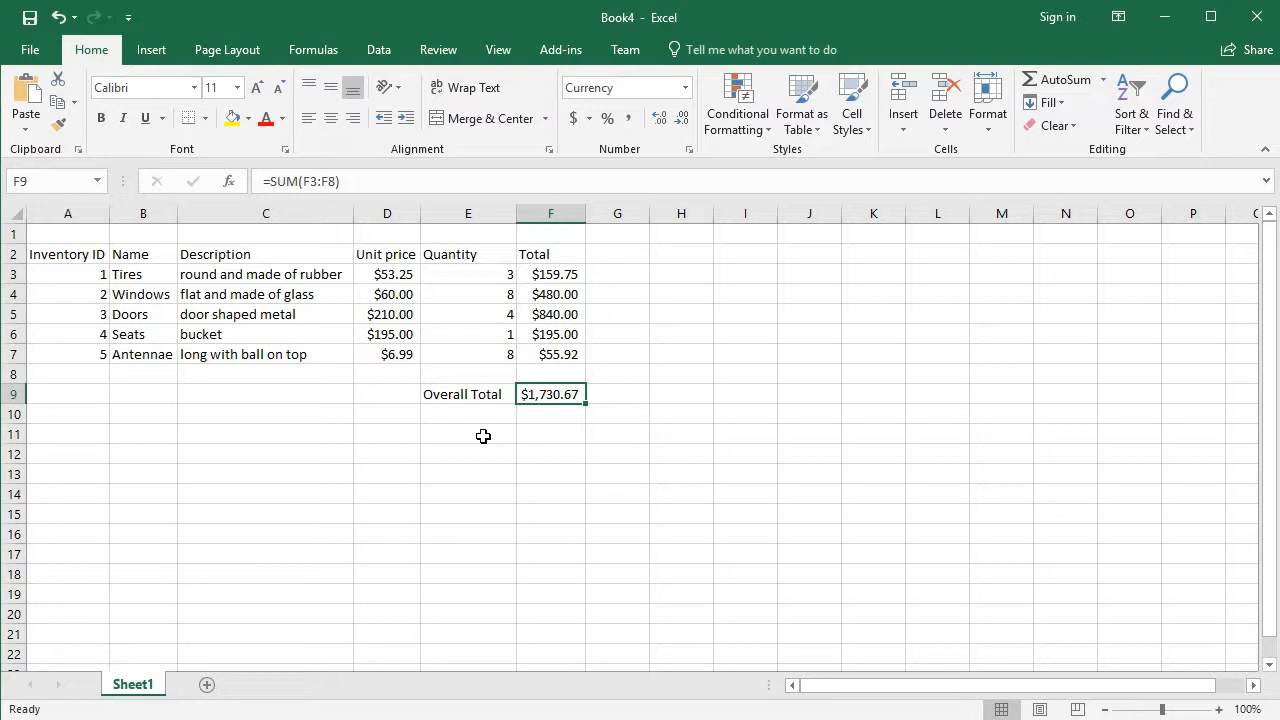 Book4 - Excel
Sign in
File Home Insert Page Layout Formulas Data Review View Add-ins Team Tell me what you want to do Share
Calibri 11 Wrap Text Currency AutoSum
Paste B I U A Merge & Center $ % , Conditional Formatting Format as Table Cell Styles Insert Delete Format Fill Clear Sort & Filter Find & Select
Clipboard Font Alignment Number Styles Cells Editing
F9 fx =SUM(F3:F8)
A B C D E F G H I J K L M N O P
1
2 Inventory ID Name Description Unit price Quantity Total
3 1 Tires round and made of rubber $53.25 3 $159.75
4 2 Windows flat and made of glass $60.00 8 $480.00
5 3 Doors door shaped metal $210.00 4 $840.00
6 4 Seats bucket $195.00 1 $195.00
7 5 Antennae long with ball on top $6.99 8 $55.92
8
9 Overall Total $1,730.67
10
11
12
13
14
15
16
17
18
19
20
21
22
Sheet1
Ready 100%